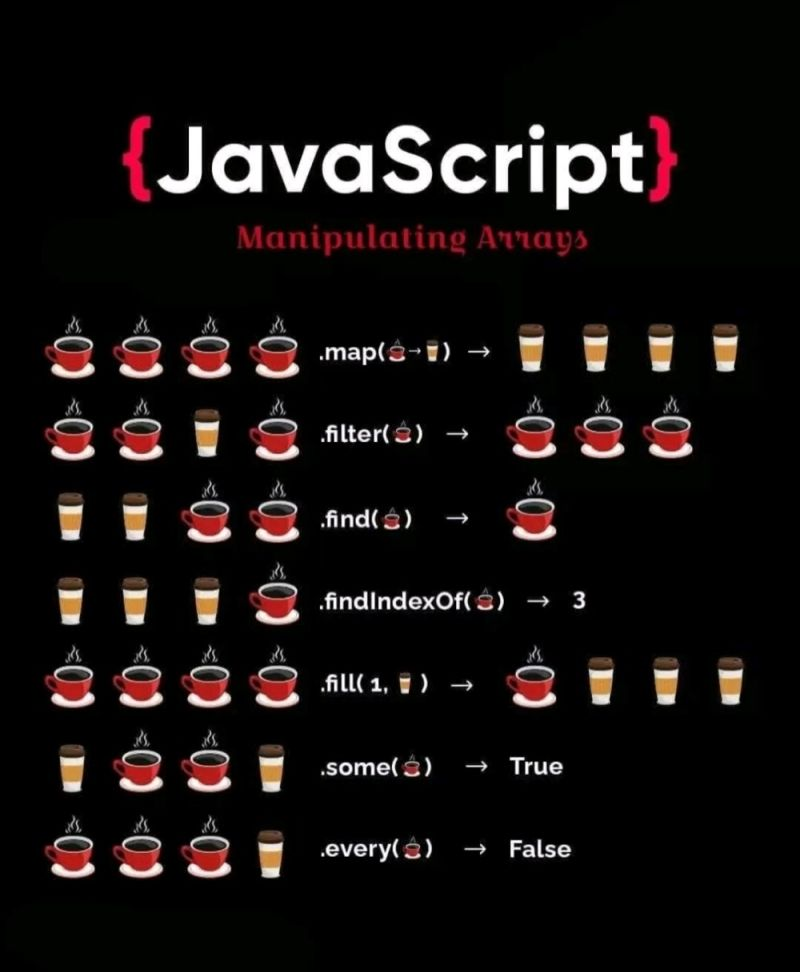 {JavaScript}
Manipulating Arrays
.map( → ) →
.filter( ) →
.find( ) →
.findIndexOf( ) → 3
.fill( 1, ) →
.some( ) → True
.every( ) → False